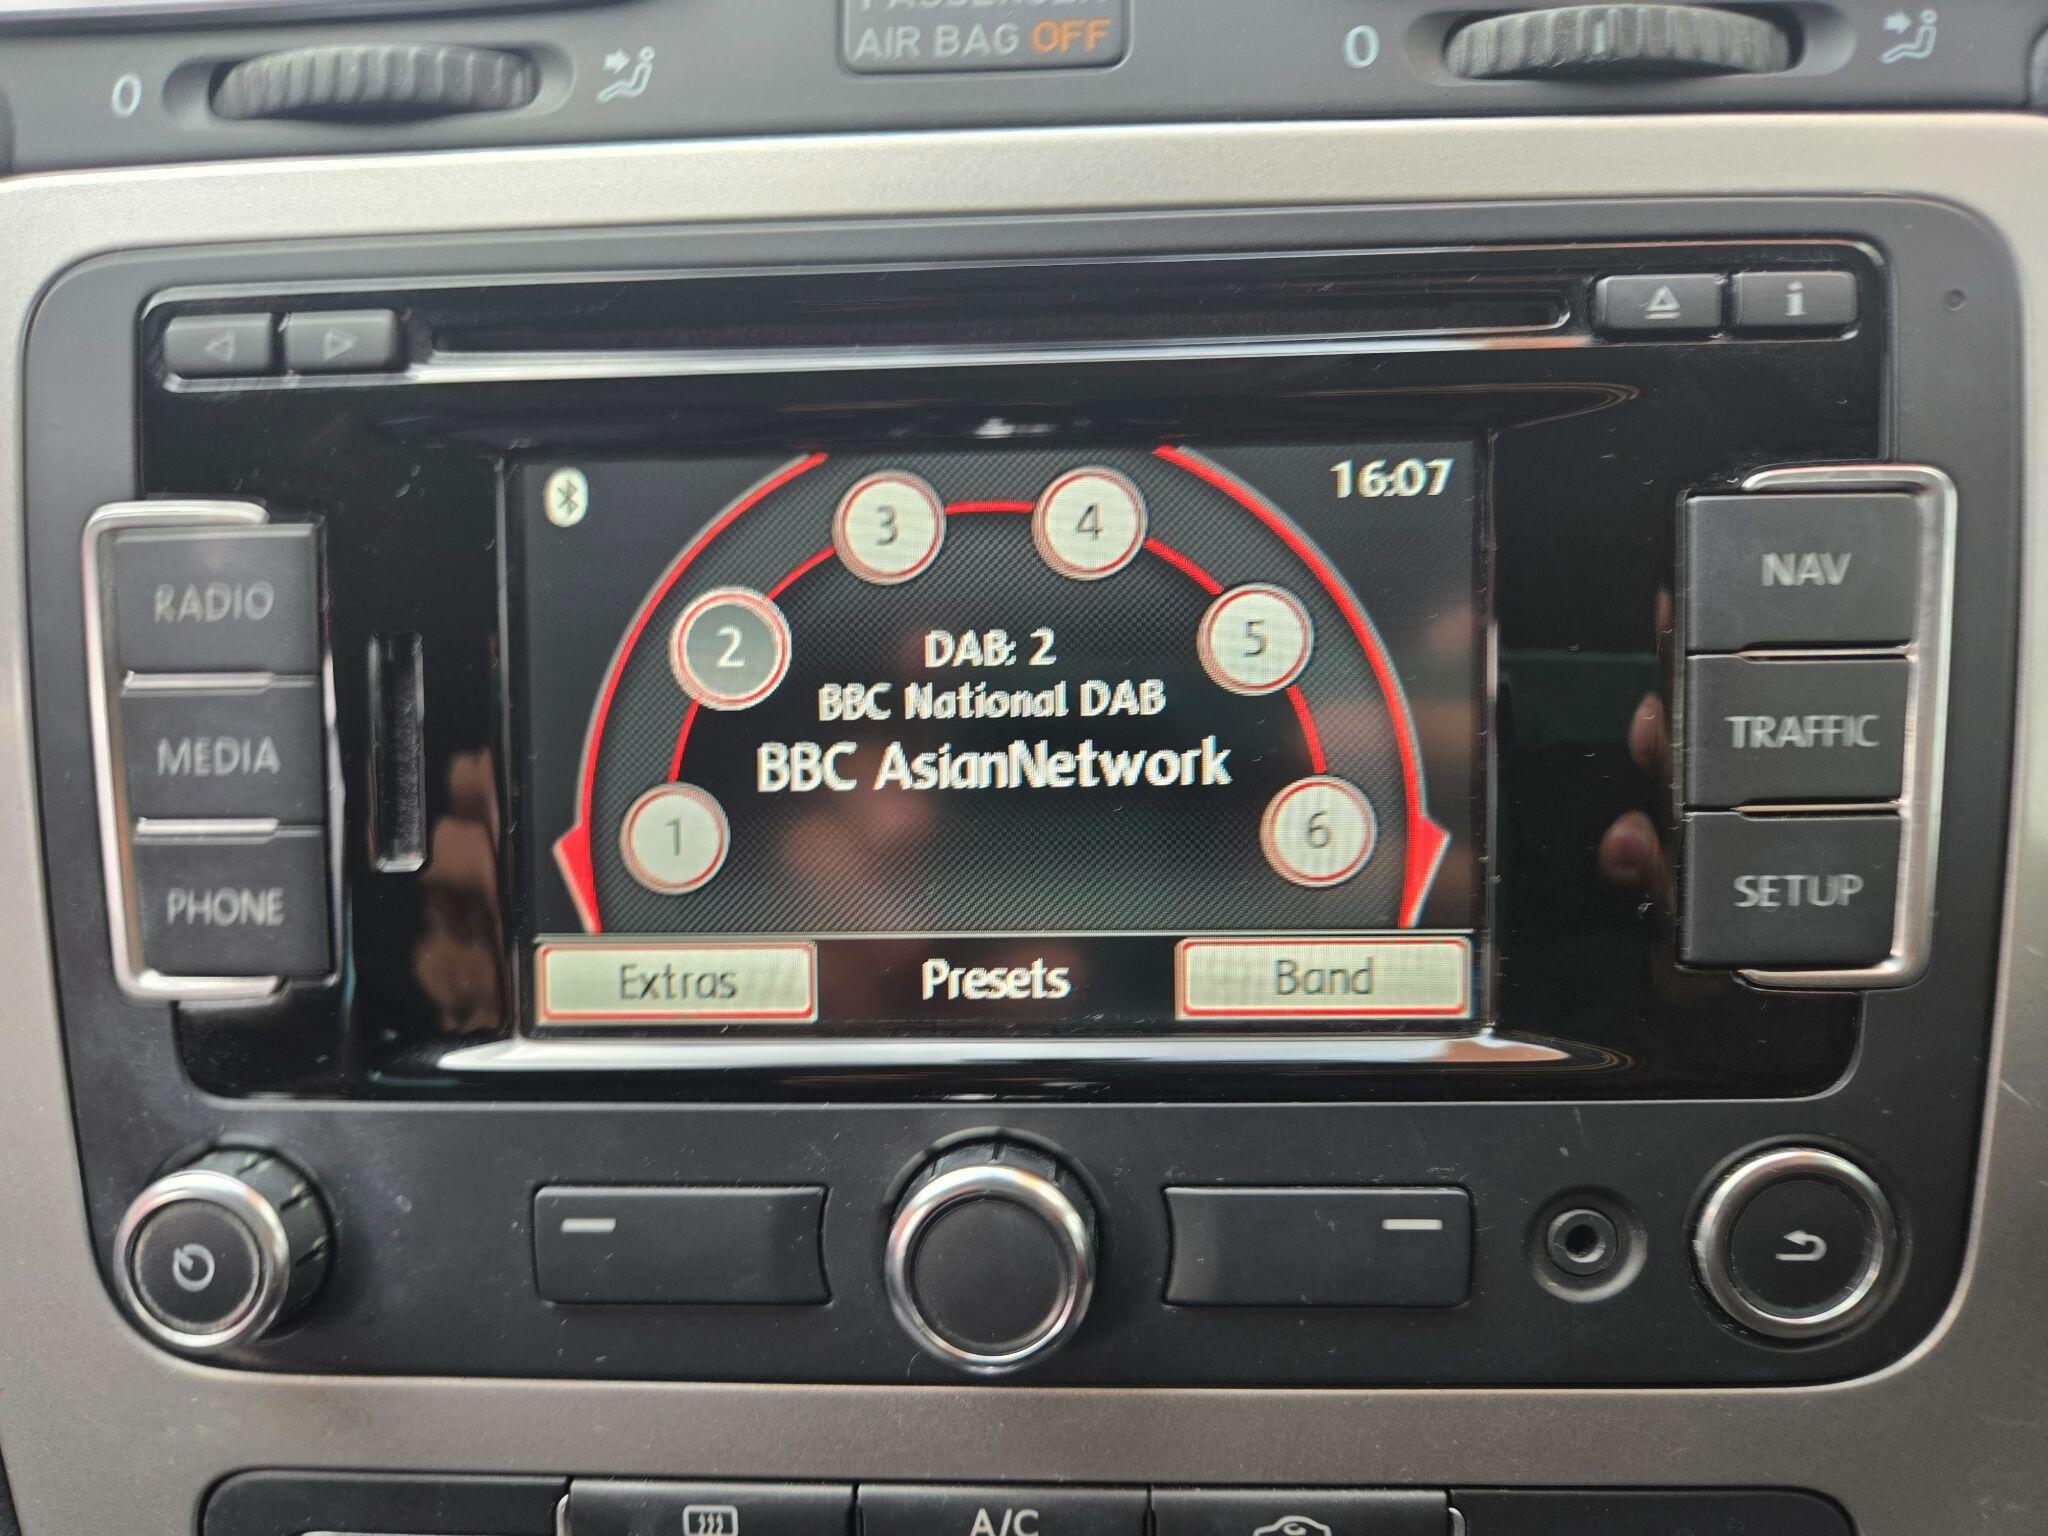 PASSENGER
AIR BAG OFF
0
0
i
16:07
3
4
2
5
1
6
DAB: 2
BBC National DAB
BBC AsianNetwork
Extras
Presets
Band
RADIO
MEDIA
PHONE
NAV
TRAFFIC
SETUP
A/C